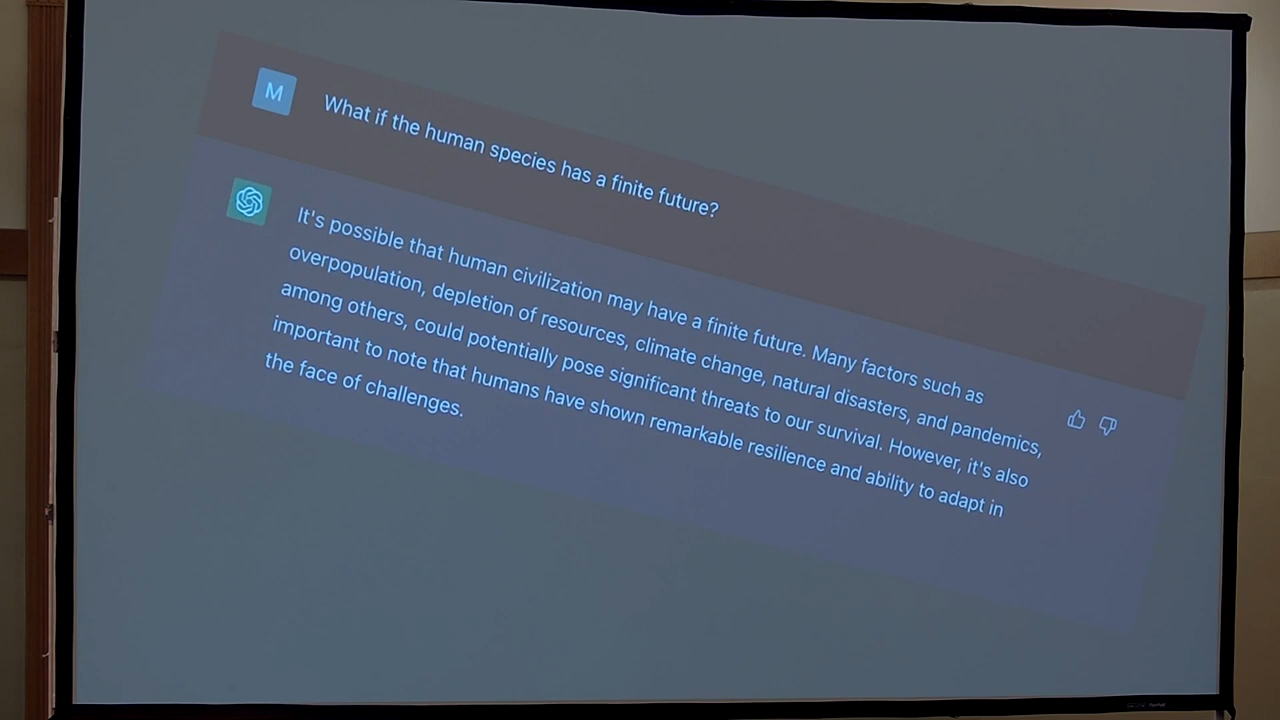 M
What if the human species has a finite future?
It's possible that human civilization may have a finite future. Many factors such as
overpopulation, depletion of resources, climate change, natural disasters, and pandemics,
among others, could potentially pose significant threats to our survival. However, it's also
important to note that humans have shown remarkable resilience and ability to adapt in
the face of challenges.